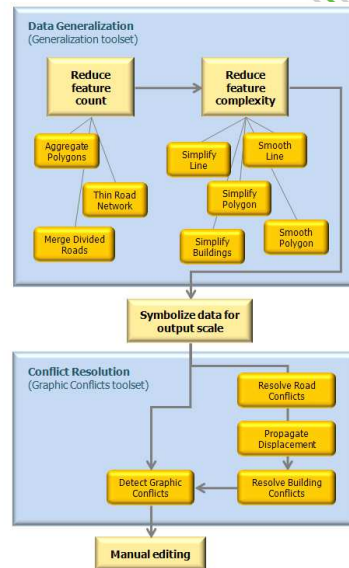 Data Generalization
(Generalization toolset)
Reduce
feature
count
Reduce
feature
complexity
Aggregate
Polygons
Thin Road
Network
Merge Divided
Roads
Simplify
Line
Smooth
Line
Simplify
Polygon
Simplify
Buildings
Smooth
Polygon
Symbolize data for
output scale
Conflict Resolution
(Graphic Conflicts toolset)
Resolve Road
Conflicts
Propagate
Displacement
Detect Graphic
Conflicts
Resolve Building
Conflicts
Manual editing